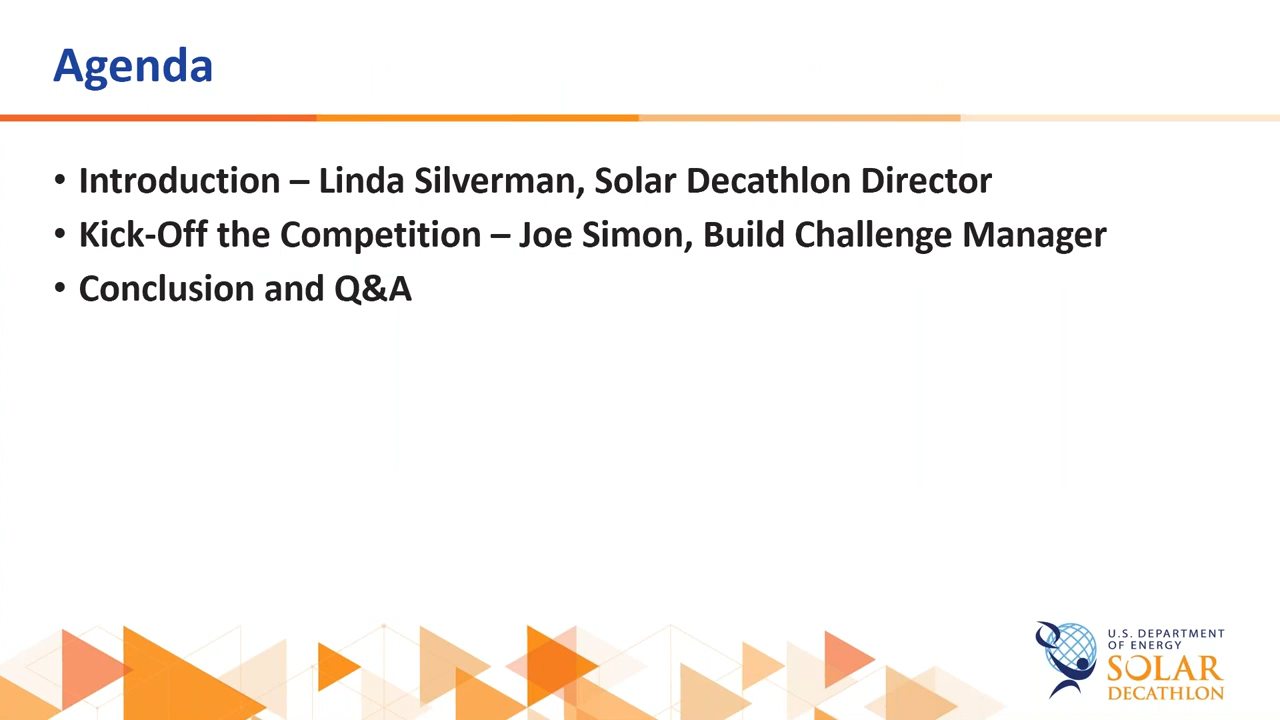 Agenda
• Introduction – Linda Silverman, Solar Decathlon Director
• Kick-Off the Competition – Joe Simon, Build Challenge Manager
• Conclusion and Q&A
U.S. DEPARTMENT
OF ENERGY
SOLAR
DECATHLON